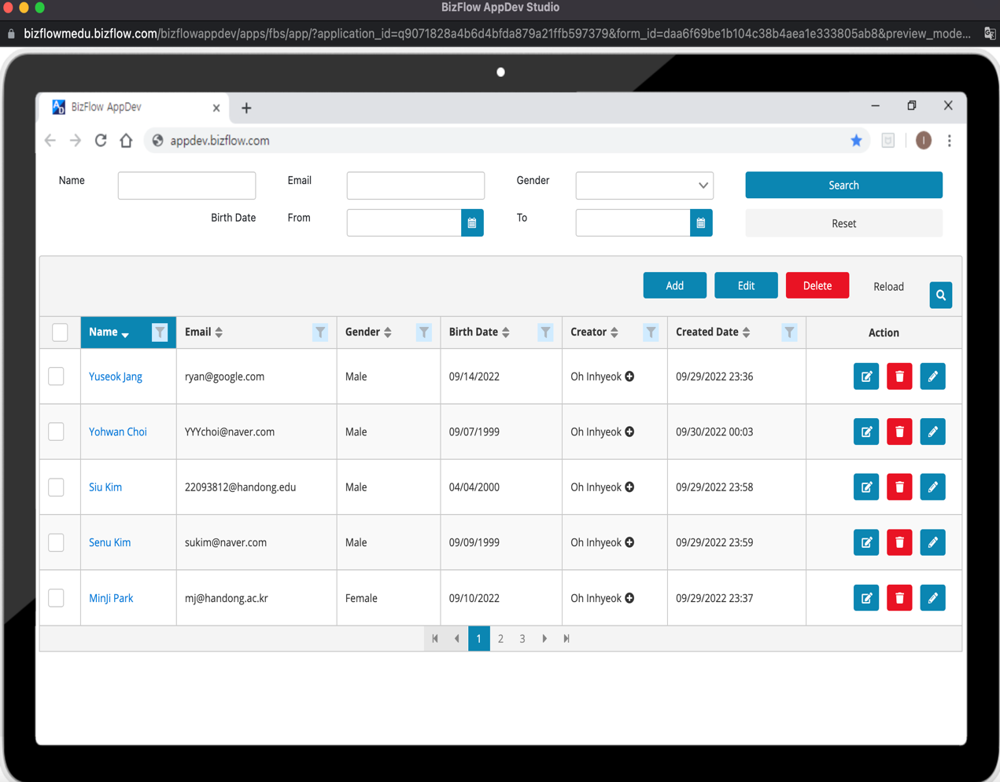 BizFlow AppDev Studio
bizflowmedu.bizflow.com/bizflowappdev/apps/fbs/app/?application_id=q9071828a4b6d4bfda879a21ffb597379&form_id=daa6f69be1b104c38b4aea1e333805ab8&preview_mode...
BizFlow AppDev
appdev.bizflow.com
I
Name
Email
Gender
Search
Birth Date
From
To
Reset
Add
Edit
Delete
Reload
Name
Email
Gender
Birth Date
Creator
Created Date
Action
Yuseok Jang ryan@google.com Male 09/14/2022 Oh Inhyeok 09/29/2022 23:36
Yohwan Choi YYYchoi@naver.com Male 09/07/1999 Oh Inhyeok 09/30/2022 00:03
Siu Kim 22093812@handong.edu Male 04/04/2000 Oh Inhyeok 09/29/2022 23:58
Senu Kim sukim@naver.com Male 09/09/1999 Oh Inhyeok 09/29/2022 23:59
MinJi Park mj@handong.ac.kr Female 09/10/2022 Oh Inhyeok 09/29/2022 23:37
1 2 3